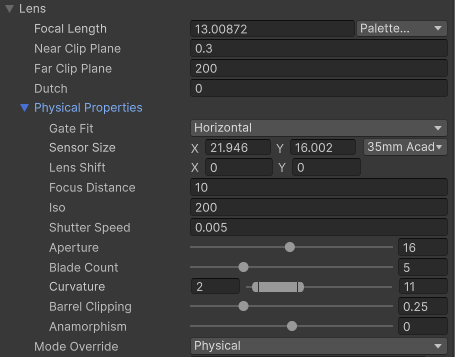 Lens
Focal Length 13.00872 Palette...
Near Clip Plane 0.3
Far Clip Plane 200
Dutch 0
Physical Properties
Gate Fit Horizontal
Sensor Size X 21.946 Y 16.002 35mm Acad
Lens Shift X 0 Y 0
Focus Distance 10
Iso 200
Shutter Speed 0.005
Aperture 16
Blade Count 5
Curvature 2 11
Barrel Clipping 0.25
Anamorphism 0
Mode Override Physical